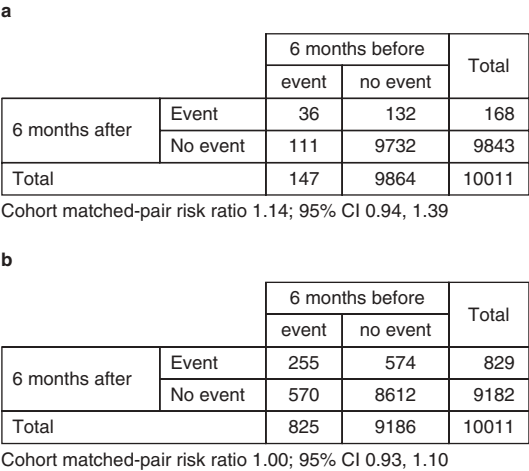 a
6 months before Total
event no event
6 months after Event 36 132 168
No event 111 9732 9843
Total 147 9864 10011
Cohort matched-pair risk ratio 1.14; 95% CI 0.94, 1.39
b
6 months before Total
event no event
6 months after Event 255 574 829
No event 570 8612 9182
Total 825 9186 10011
Cohort matched-pair risk ratio 1.00; 95% CI 0.93, 1.10